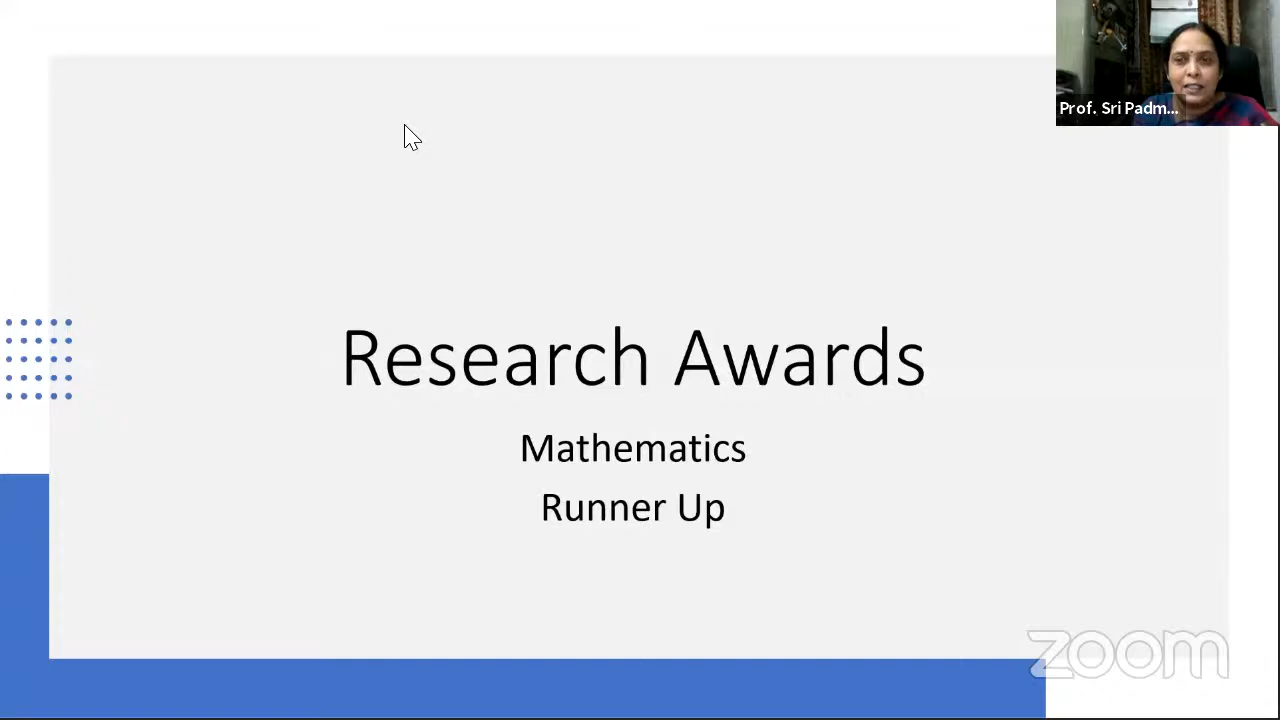 Prof. Sri Padm...
Research Awards
Mathematics
Runner Up
zoom